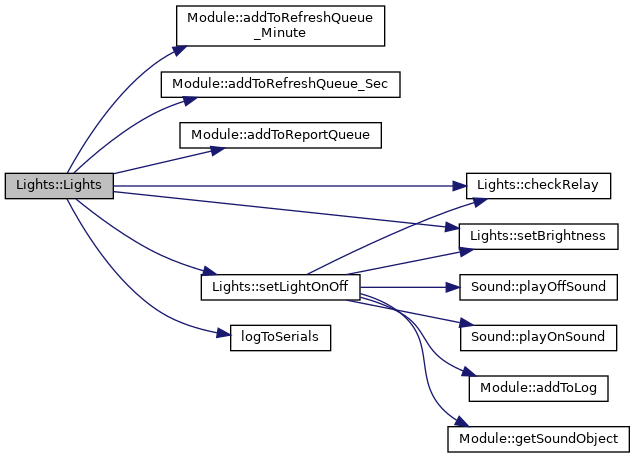 Module::addToRefreshQueue
_Minute
Module::addToRefreshQueue_Sec
Module::addToReportQueue
Lights::Lights
Lights::checkRelay
Lights::setBrightness
Lights::setLightOnOff
Sound::playOffSound
logToSerials
Sound::playOnSound
Module::addToLog
Module::getSoundObject